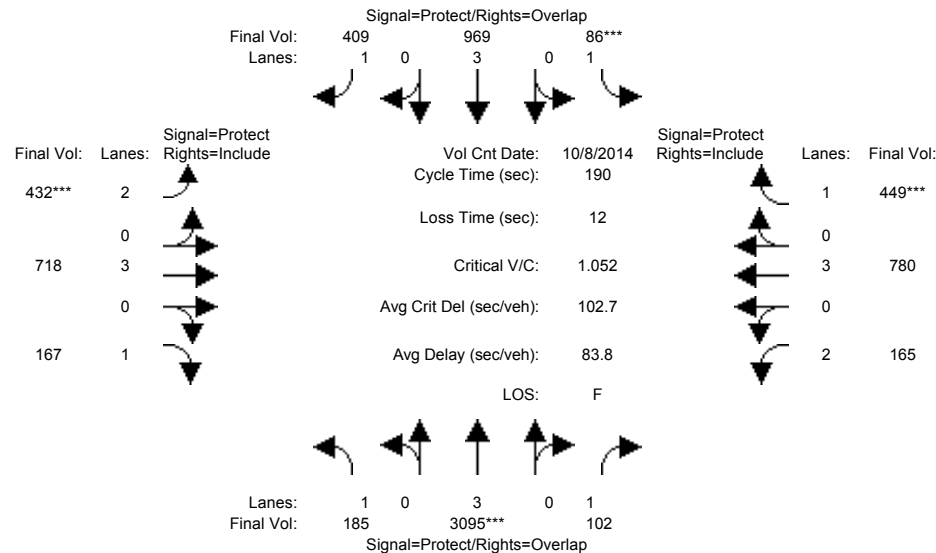 Signal=Protect/Rights=Overlap
Final Vol: 409 969 86***
Lanes: 1 0 3 0 1
Signal=Protect Signal=Protect
Final Vol: Lanes: Rights=Include Vol Cnt Date: 10/8/2014 Rights=Include Lanes: Final Vol:
Cycle Time (sec): 190
432*** 2 1 449***
Loss Time (sec): 12
0 0
718 3 Critical V/C: 1.052 3 780
0 Avg Crit Del (sec/veh): 102.7 0
167 1 Avg Delay (sec/veh): 83.8 2 165
LOS: F
Lanes: 1 0 3 0 1
Final Vol: 185 3095*** 102
Signal=Protect/Rights=Overlap